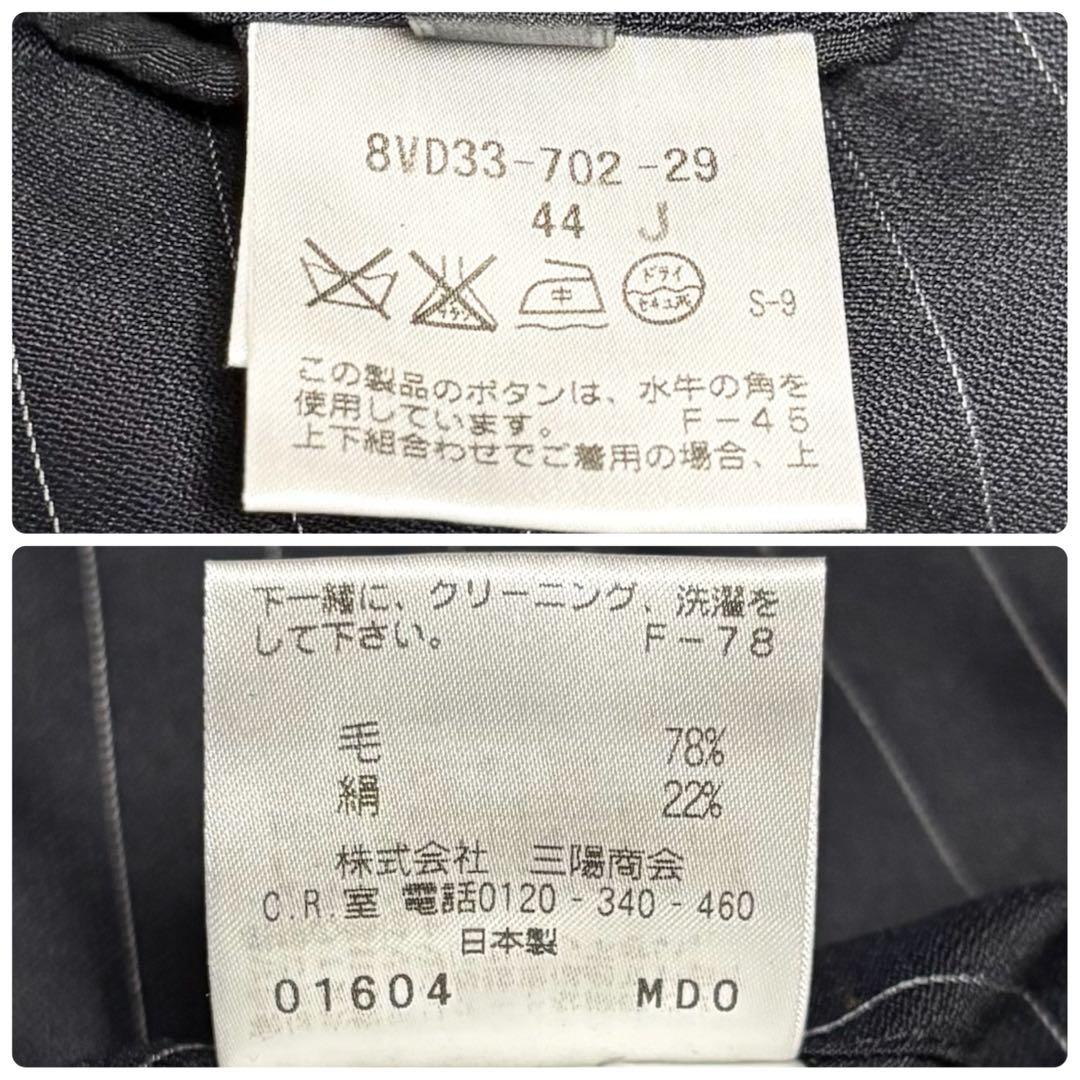 8VD33-702-29
44 J
中 ドライ S-9
この製品のボタンは、水牛の角を
使用しています。 F-45
上下組合わせでご着用の場合、上
下一緒に、クリーニング、洗濯を
して下さい。 F-78
毛 78%
絹 22%
株式会社 三陽商会
C.R.室 電話0120-340-460
日本製
01604 MDO